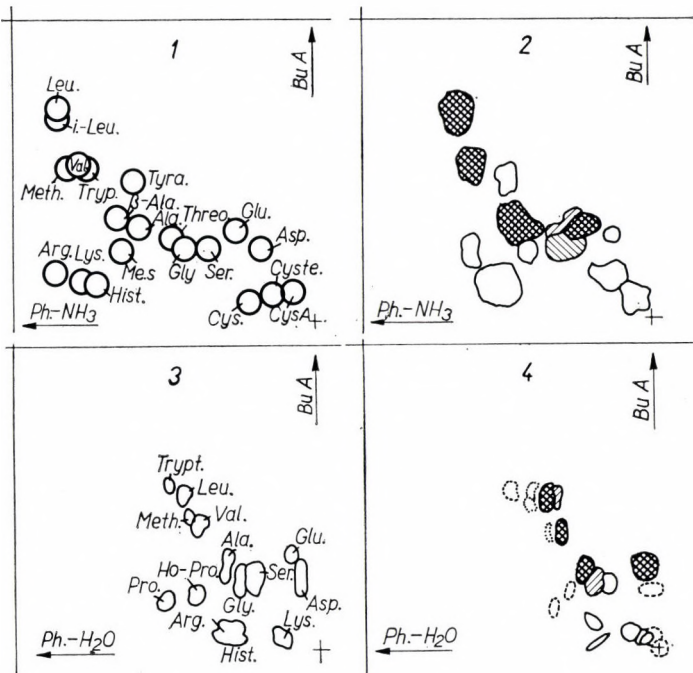 1
Bu A
Leu.
i.-Leu.
Val
Meth.
Tryp.
Tyra.
β-Ala.
Ala.
Threo.
Glu.
Asp.
Arg.
Lys.
Me.s
Gly
Ser.
Cyste.
Hist.
Cys.
CysA.
Ph.-NH3
2
Bu A
Ph.-NH3
3
Bu A
Trypt.
Leu.
Meth.
Val.
Ala.
Glu.
Ho-Pro.
Ser.
Pro.
Gly.
Asp.
Arg.
Lys.
Hist.
Ph.-H2O
4
Bu A
Ph.-H2O